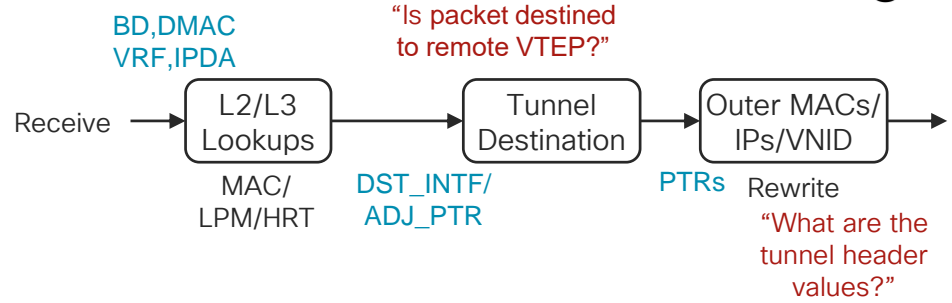 BD,DMAC
VRF,IPDA
“Is packet destined
to remote VTEP?”
Receive
L2/L3
Lookups
MAC/
LPM/HRT
DST_INTF/
ADJ_PTR
Tunnel
Destination
PTRs
Outer MACs/
IPs/VNID
Rewrite
“What are the
tunnel header
values?”